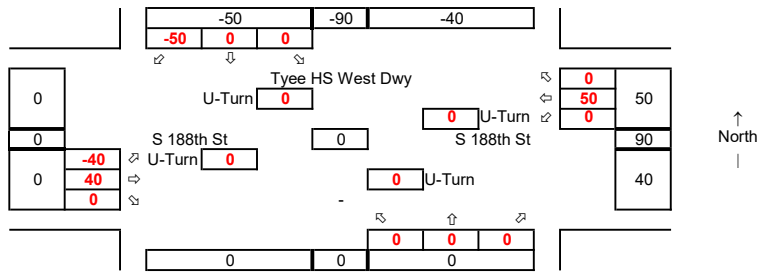 -50 -90 -40
-50 0 0
⬃ ⇩ ⬂
Tyee HS West Dwy ⬁ 0
0 U-Turn 0 ⇦ 50 50
0 U-Turn ⬃ 0 ↑
0 S 188th St 0 S 188th St 90 North
-40 ⬀ U-Turn 0 |
0 40 ⇨ 0 U-Turn 40
0 ⬂ -
⬁ ⇧ ⬀
0 0 0
0 0 0